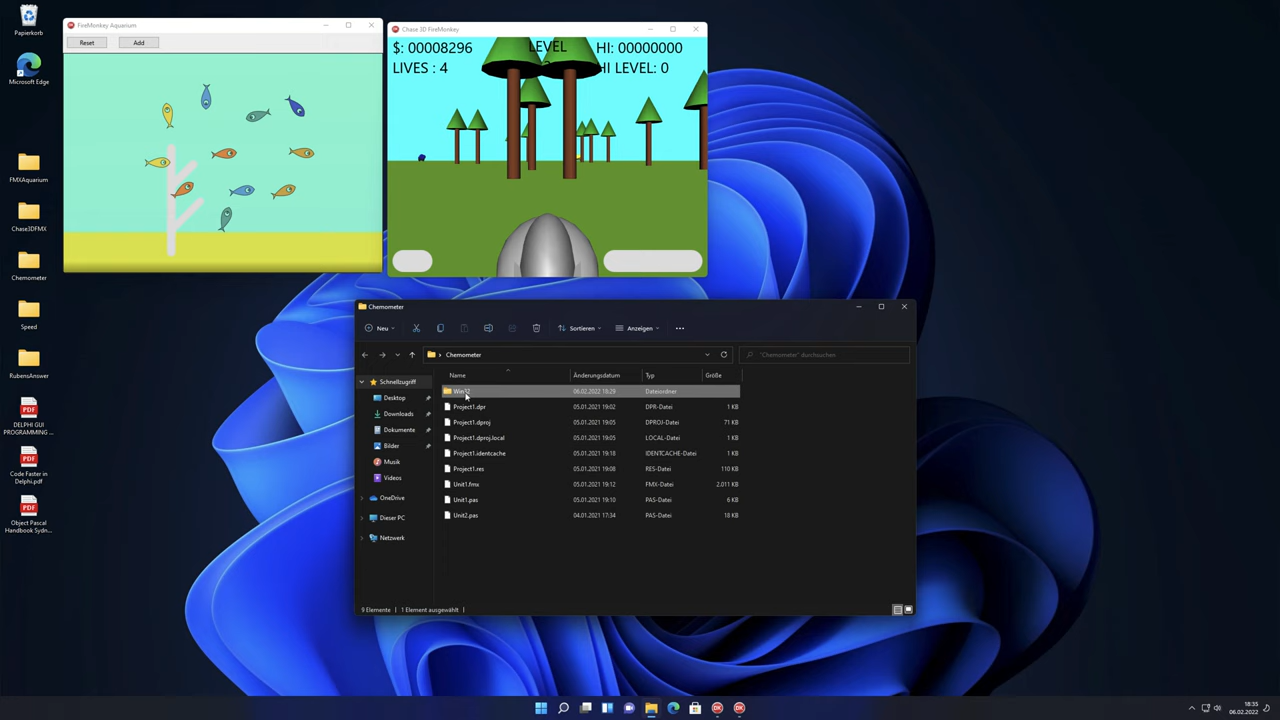 Papierkorb
Microsoft Edge
FMXAquarium
Chase3DFMX
Chemometer
Speed
RubensAnswer
DELPHI GUI
PROGRAMMING ...
Code Faster in
Delphi.pdf
Object Pascal
Handbook Sydn...
FireMonkey Aquarium
Reset
Add
Chase 3D FireMonkey
$: 00008296
LEVEL
HI: 00000000
LIVES : 4
HI LEVEL: 0
Chemometer
Neu
Sortieren
Anzeigen
Chemometer
"Chemometer" durchsuchen
Name
Änderungsdatum
Typ
Größe
Schnellzugriff
Desktop
Downloads
Dokumente
Bilder
Musik
Videos
OneDrive
Dieser PC
Netzwerk
Win32 06.02.2022 18:29 Dateiordner
Project1.dpr 05.01.2021 19:02 DPR-Datei 1 KB
Project1.dproj 05.01.2021 19:05 DPROJ-Datei 71 KB
Project1.dproj.local 05.01.2021 19:05 LOCAL-Datei 1 KB
Project1.identcache 05.01.2021 19:18 IDENTCACHE-Datei 1 KB
Project1.res 05.01.2021 19:08 RES-Datei 110 KB
Unit1.fmx 05.01.2021 19:12 FMX-Datei 2.011 KB
Unit1.pas 05.01.2021 19:10 PAS-Datei 6 KB
Unit2.pas 04.01.2021 17:34 PAS-Datei 18 KB
9 Elemente
1 Element ausgewählt
18:35
06.02.2022